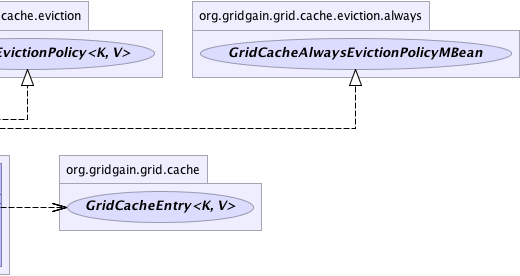 cache.eviction
org.gridgain.grid.cache.eviction.always
EvictionPolicy<K, V>
GridCacheAlwaysEvictionPolicyMBean
org.gridgain.grid.cache
GridCacheEntry<K, V>